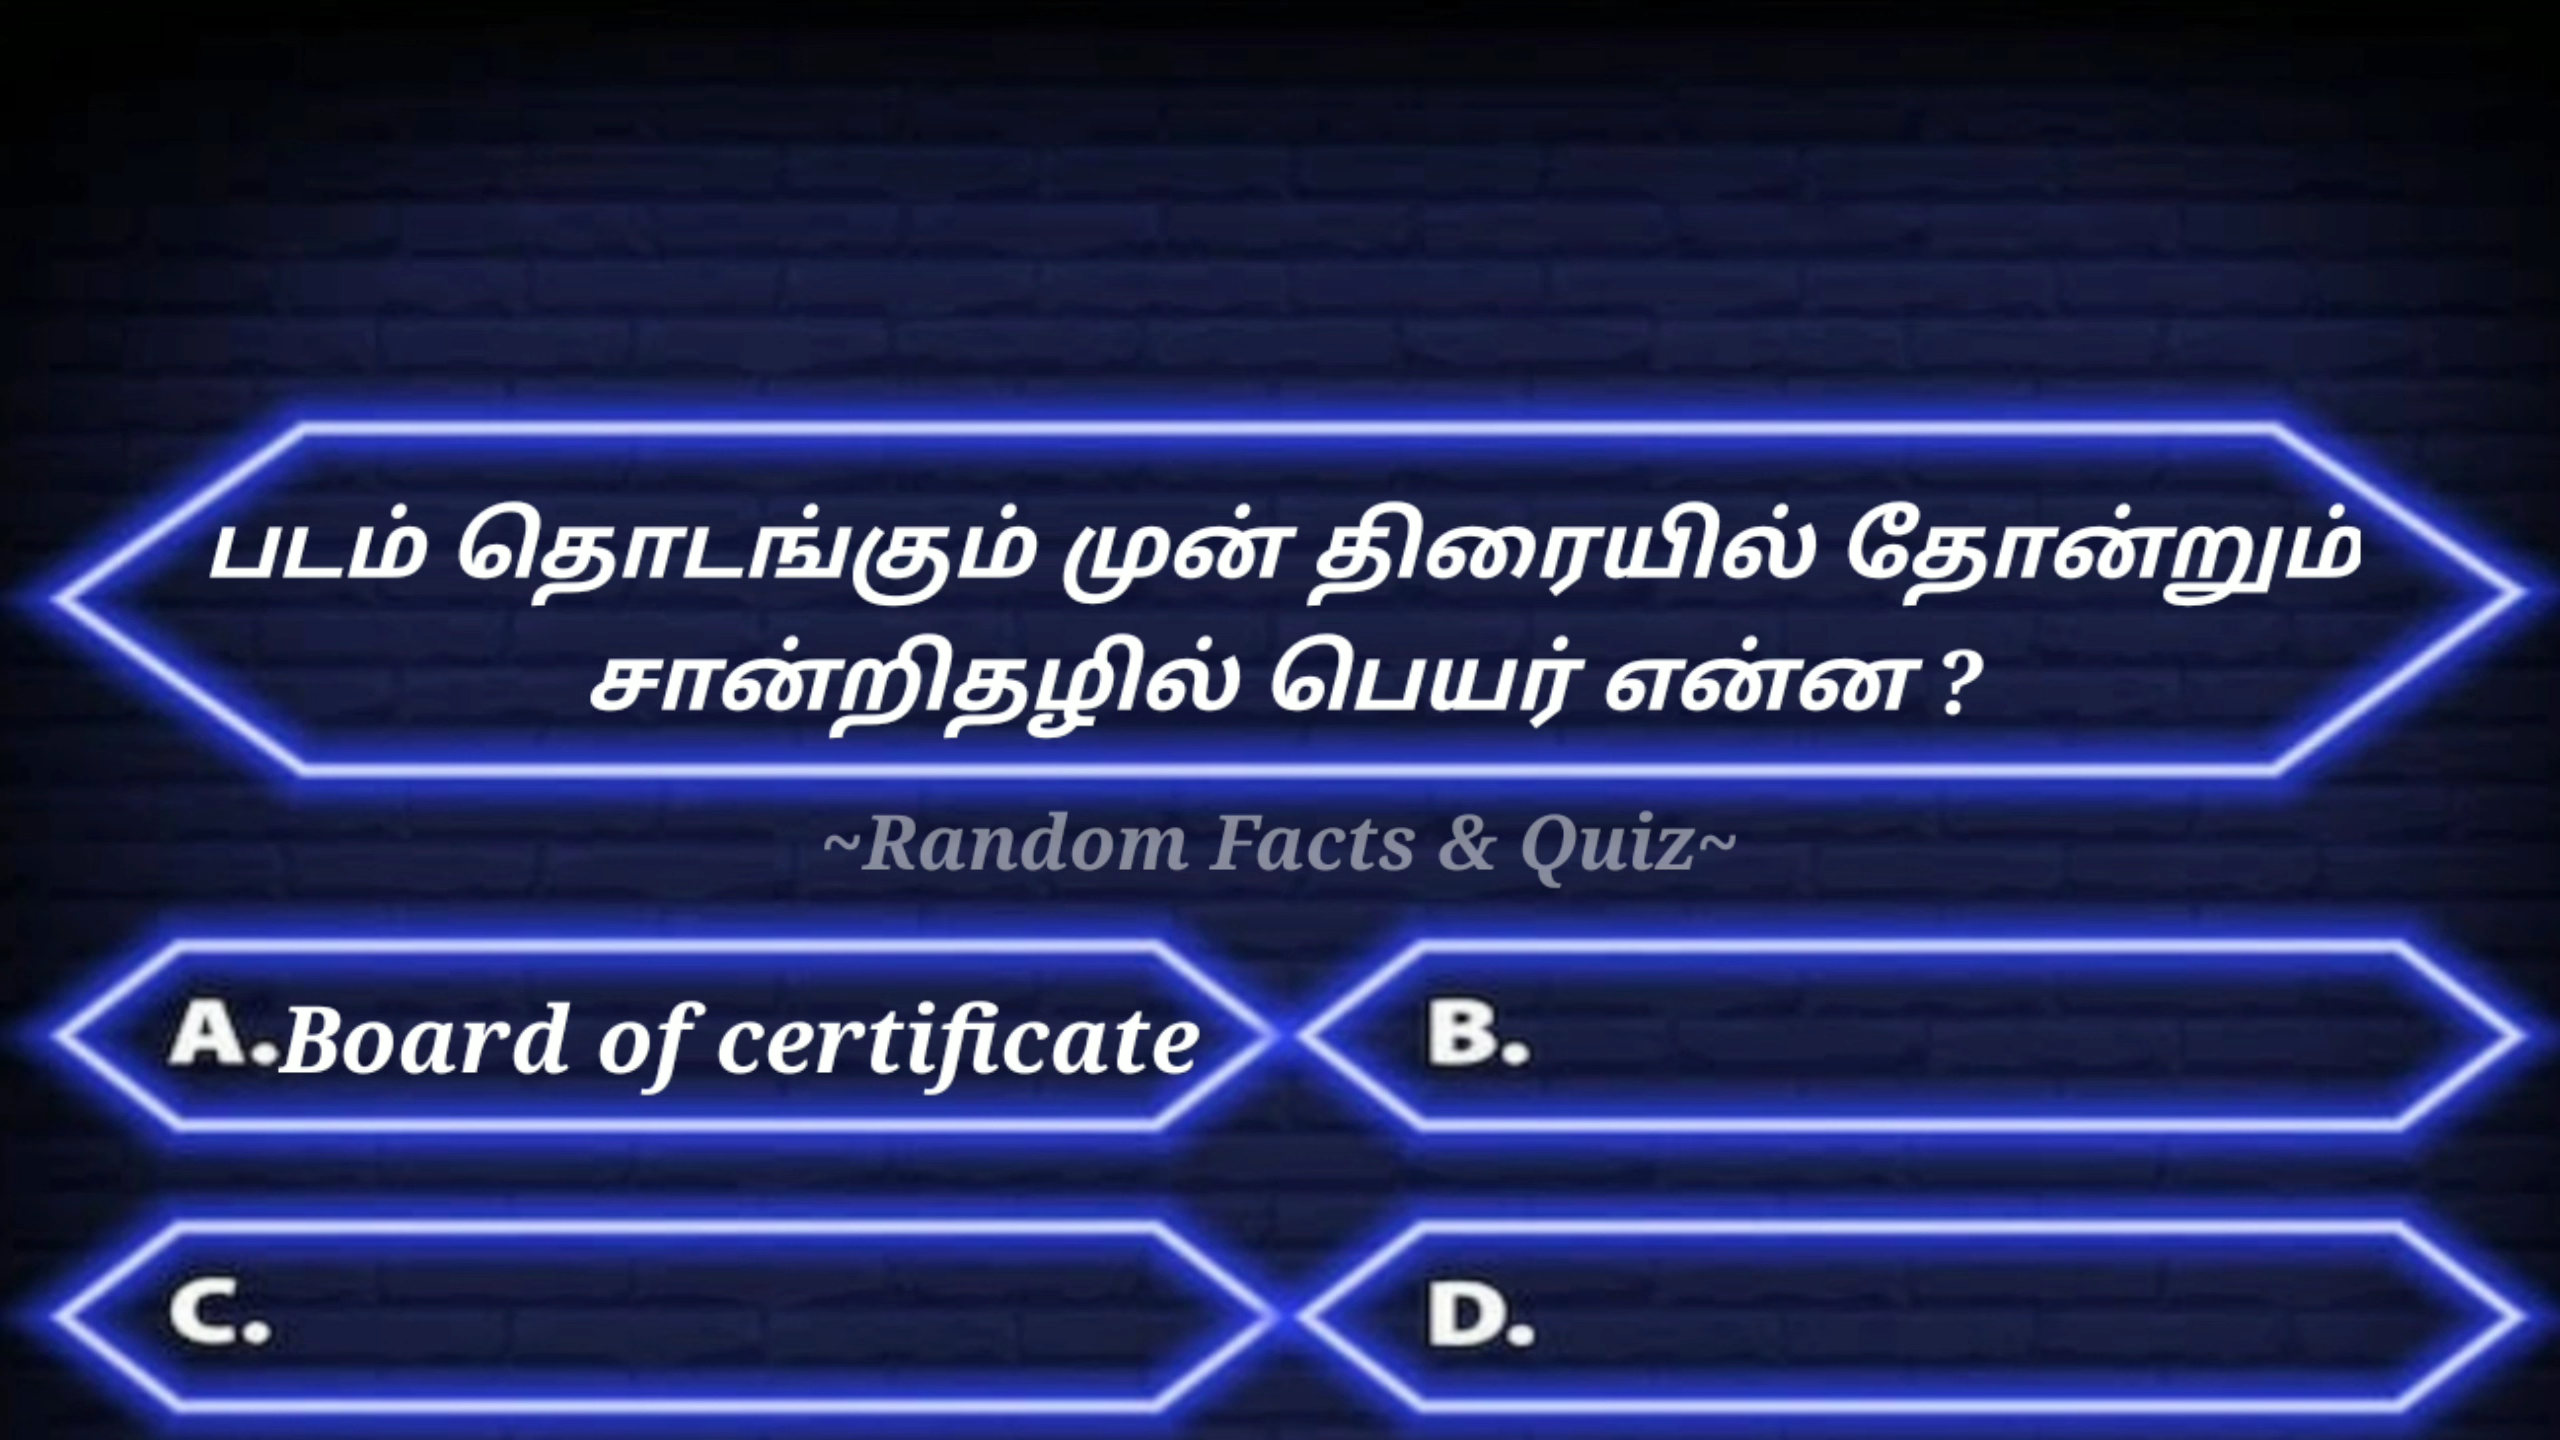 படம் தொடங்கும் முன் திரையில் தோன்றும்
சான்றிதழில் பெயர் என்ன ?
~Random Facts & Quiz~
A.Board of certificate
B.
C.
D.